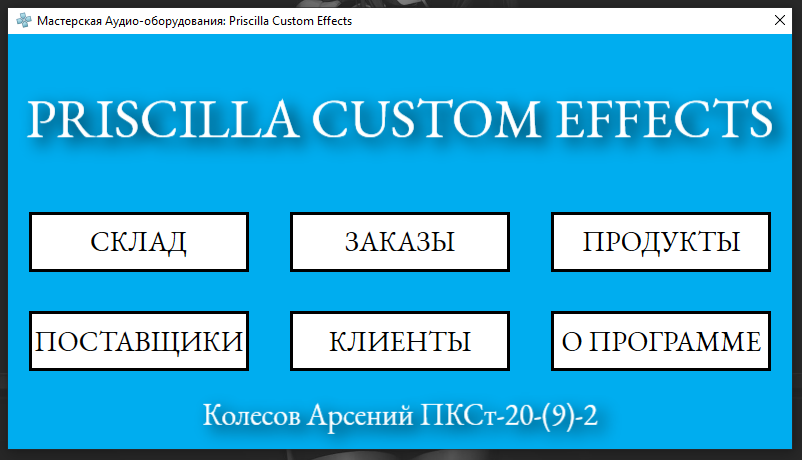 Мастерская Аудио-оборудования: Priscilla Custom Effects
PRISCILLA CUSTOM EFFECTS
СКЛАД
ЗАКАЗЫ
ПРОДУКТЫ
ПОСТАВЩИКИ
КЛИЕНТЫ
О ПРОГРАММЕ
Колесов Арсений ПКСт-20-(9)-2